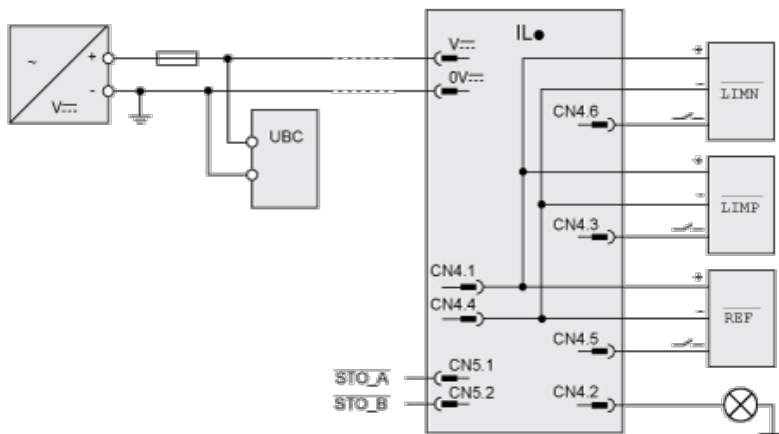 IL●
~
+
-
V⎓
V⎓
0V⎓
UBC
CN4.6
+
-
LIMN
+
-
LIMP
CN4.3
CN4.1
CN4.4
+
-
REF
CN4.5
STO_A
CN5.1
STO_B
CN5.2
CN4.2